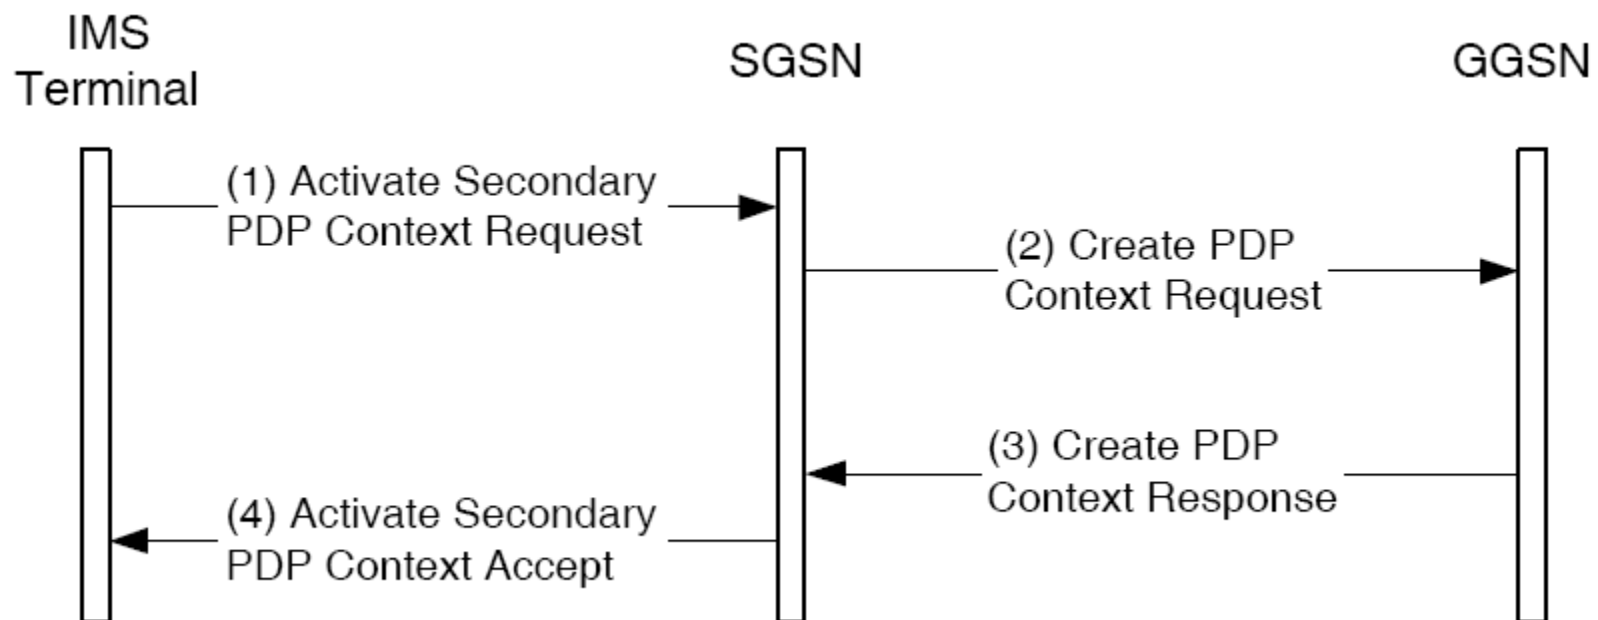 IMS
Terminal
SGSN
GGSN
(1) Activate Secondary
PDP Context Request
(2) Create PDP
Context Request
(3) Create PDP
Context Response
(4) Activate Secondary
PDP Context Accept